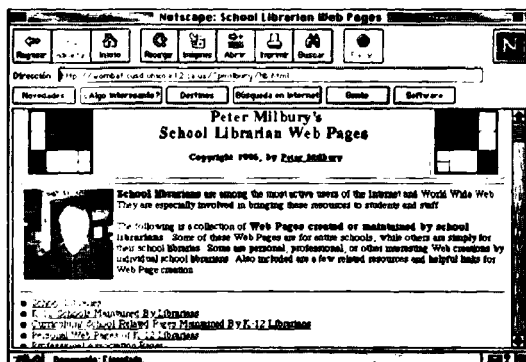 Netscape: School Librarian Web Pages
Regresar Inicio Recargar Imágenes Abrir Imprimir Buscar
Dirección
Novedades ¿Algo interesante? Destinos Búsqueda en Internet Software
Peter Milbury's
School Librarian Web Pages
Copyright 1996, by Peter Milbury
School librarians are among the most active users of the Internet and World Wide Web
They are especially involved in bringing these resources to students and staff
The following is a collection of Web Pages created or maintained by school
librarians. Some of these Web Pages are for entire schools, while others are simply for
their school libraries. Some are personal, professional, or other interesting Web creations by
individual school librarians. Also included are a few related resources and helpful links for
Web Page creation
School Libraries
K-12 Schools Maintained By Librarians
Curriculum/School Related Pages Maintained By K-12 Librarians
Personal Web Pages of K-12 Librarians
Professional Association Pages
N